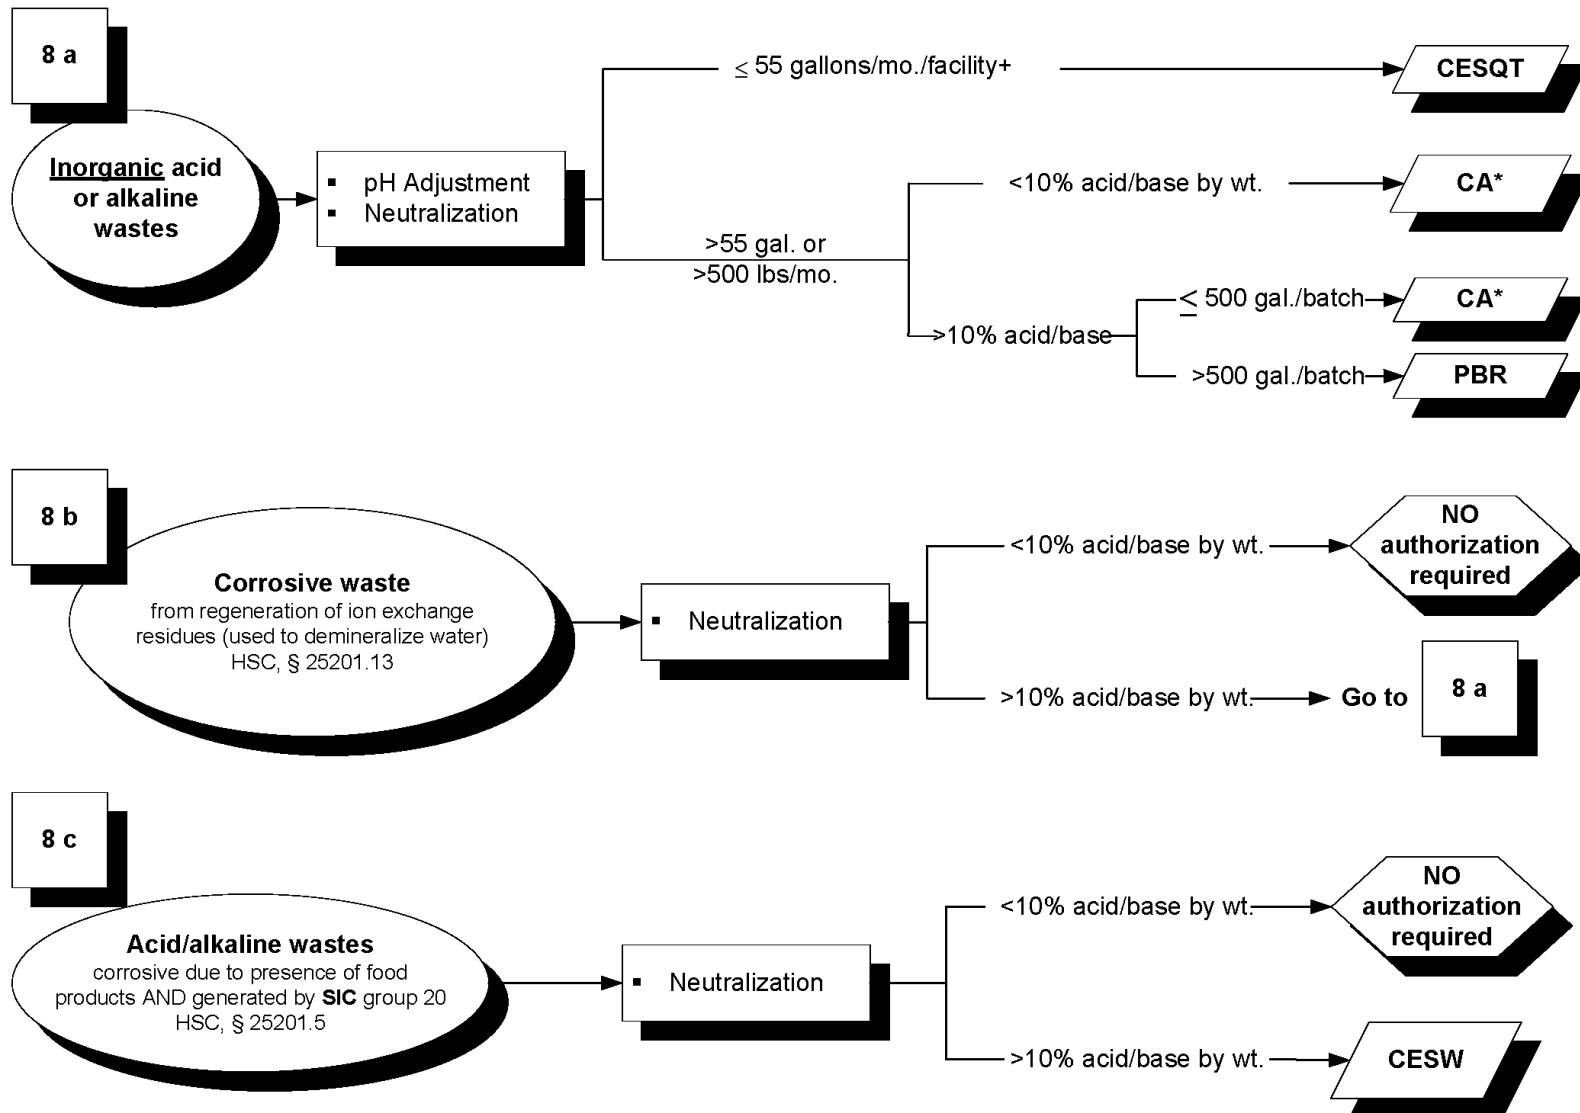 8 a
Inorganic acid
or alkaline
wastes
▪ pH Adjustment
▪ Neutralization
≤ 55 gallons/mo./facility+
CESQT
<10% acid/base by wt.
CA*
>55 gal. or
>500 lbs/mo.
≤ 500 gal./batch
CA*
>10% acid/base
>500 gal./batch
PBR
8 b
Corrosive waste
from regeneration of ion exchange
residues (used to demineralize water)
HSC, § 25201.13
▪ Neutralization
<10% acid/base by wt.
NO
authorization
required
>10% acid/base by wt.
Go to
8 a
8 c
Acid/alkaline wastes
corrosive due to presence of food
products AND generated by SIC group 20
HSC, § 25201.5
▪ Neutralization
<10% acid/base by wt.
NO
authorization
required
>10% acid/base by wt.
CESW